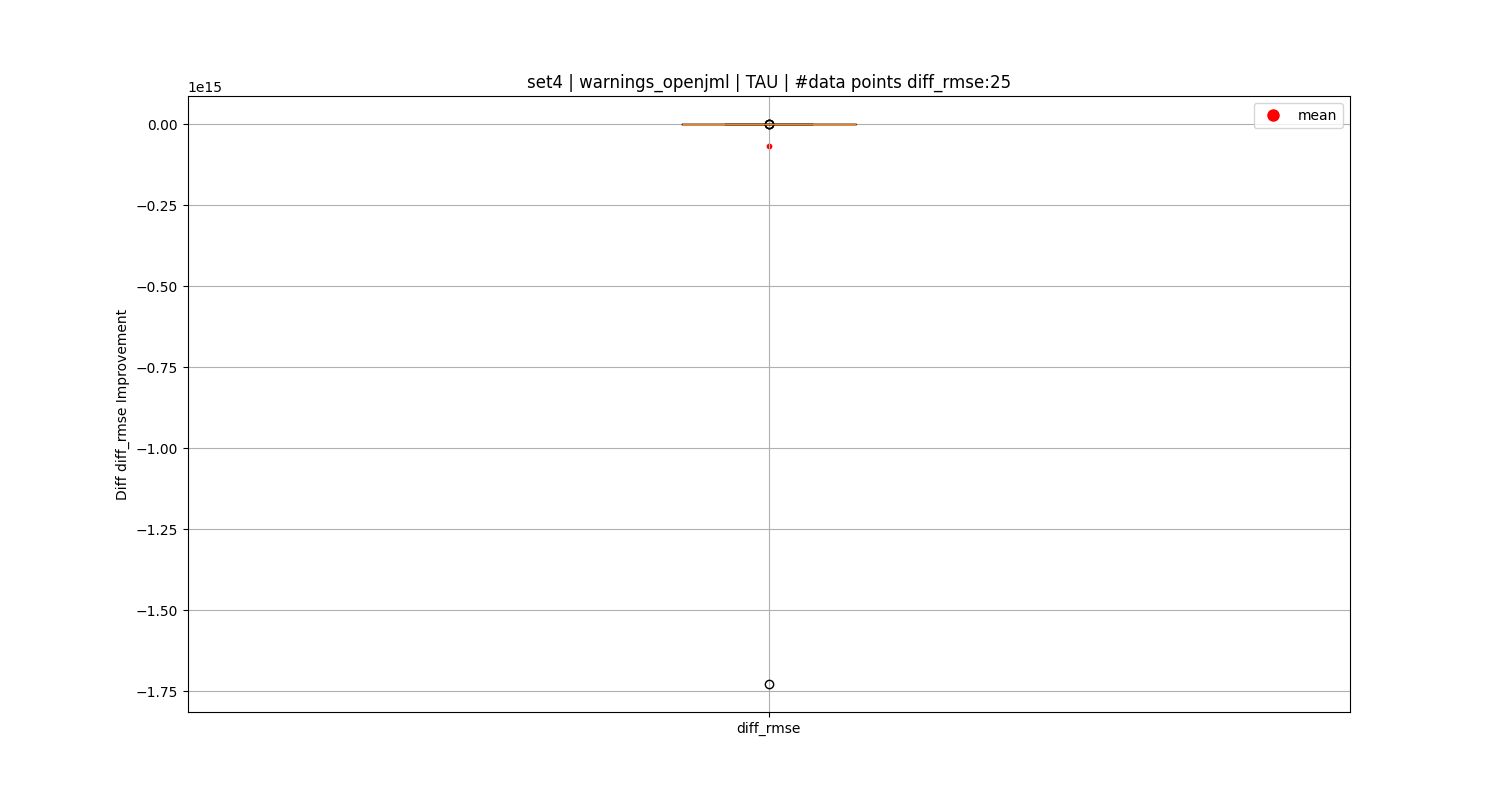 set4 | warnings_openjml | TAU | #data points diff_rmse:25
1e15
mean
0.00
−0.25
−0.50
−0.75
−1.00
−1.25
−1.50
−1.75
Diff diff_rmse Improvement
diff_rmse